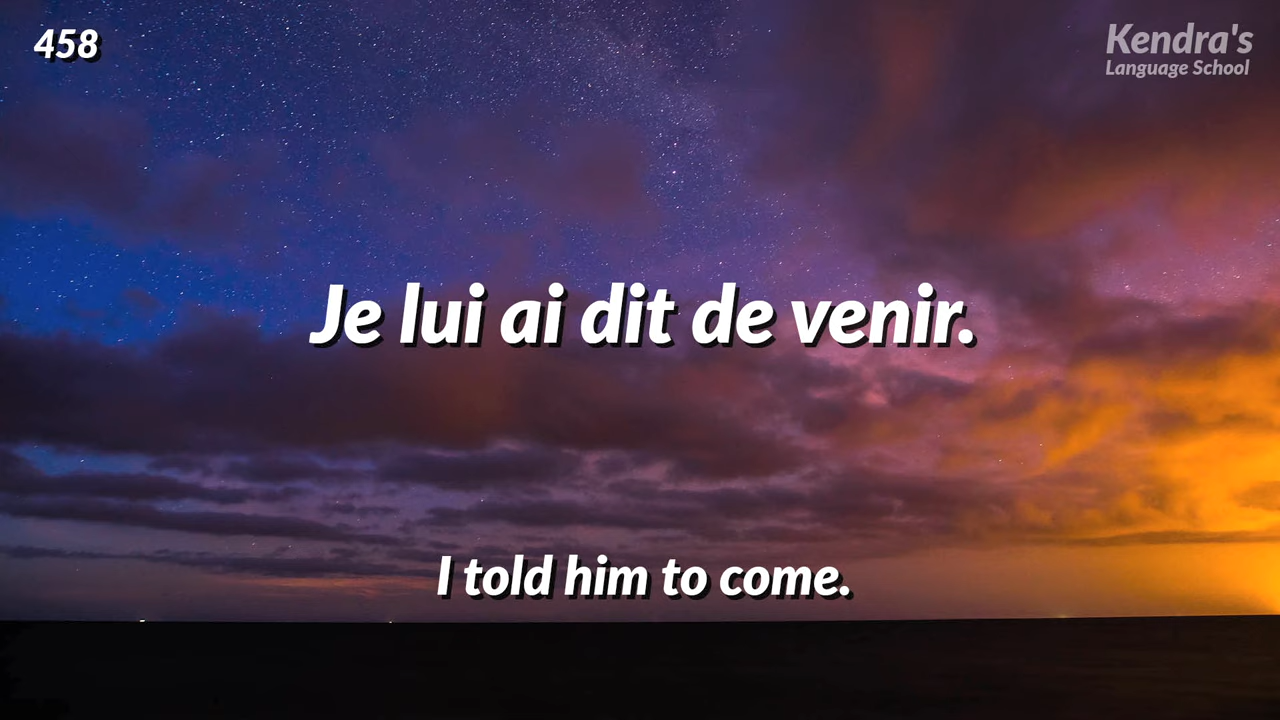 458
Kendra's
Language School
Je lui ai dit de venir.
I told him to come.